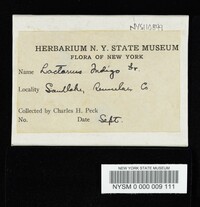 HERBARIUM N. Y. STATE MUSEUM
FLORA OF NEW YORK
Name Lactarius Indigo Fr
Locality Sandlake, Rensselaer Co
Collected by Charles H. Peck
No. Date Sept.
NEW YORK STATE MUSEUM
NYSM 0 000 009 111